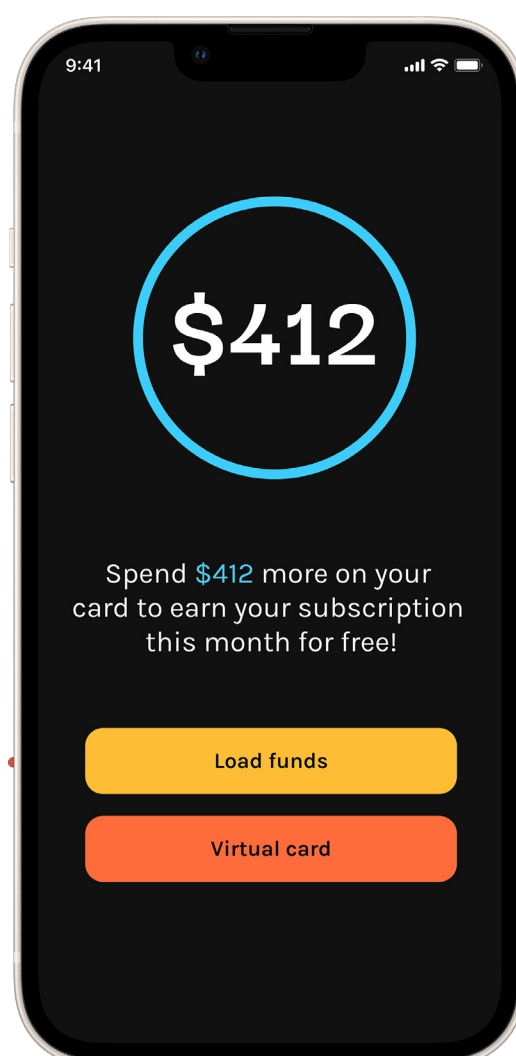 9:41
$412
Spend $412 more on your
card to earn your subscription
this month for free!
Load funds
Virtual card